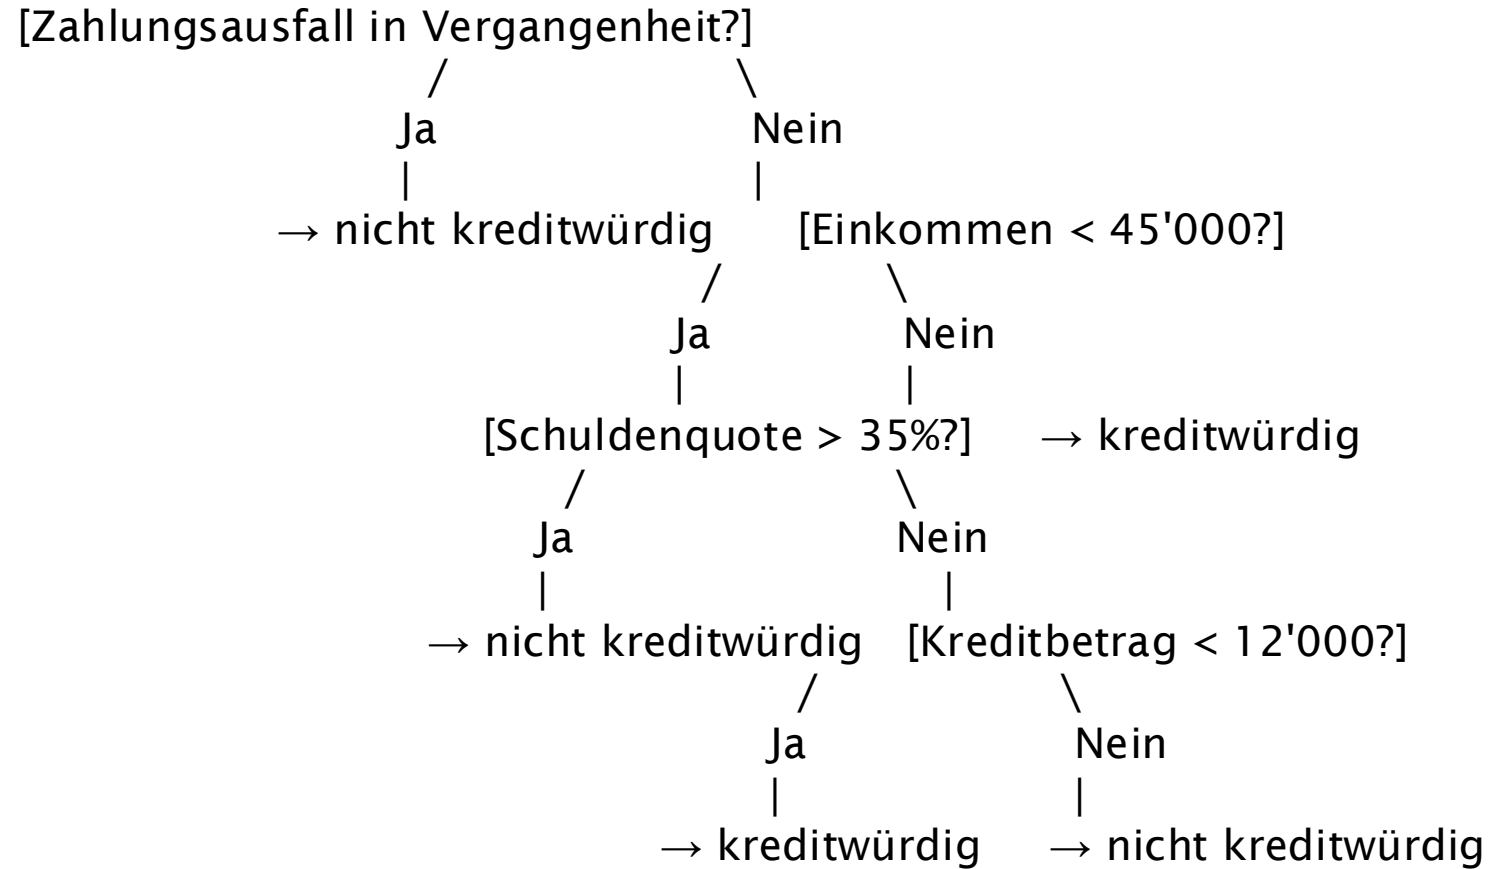 [Zahlungsausfall in Vergangenheit?]
/ \
Ja Nein
| |
→ nicht kreditwürdig [Einkommen < 45'000?]
/ \
Ja Nein
| |
[Schuldenquote > 35%?] → kreditwürdig
/ \
Ja Nein
| |
→ nicht kreditwürdig [Kreditbetrag < 12'000?]
/ \
Ja Nein
| |
→ kreditwürdig → nicht kreditwürdig